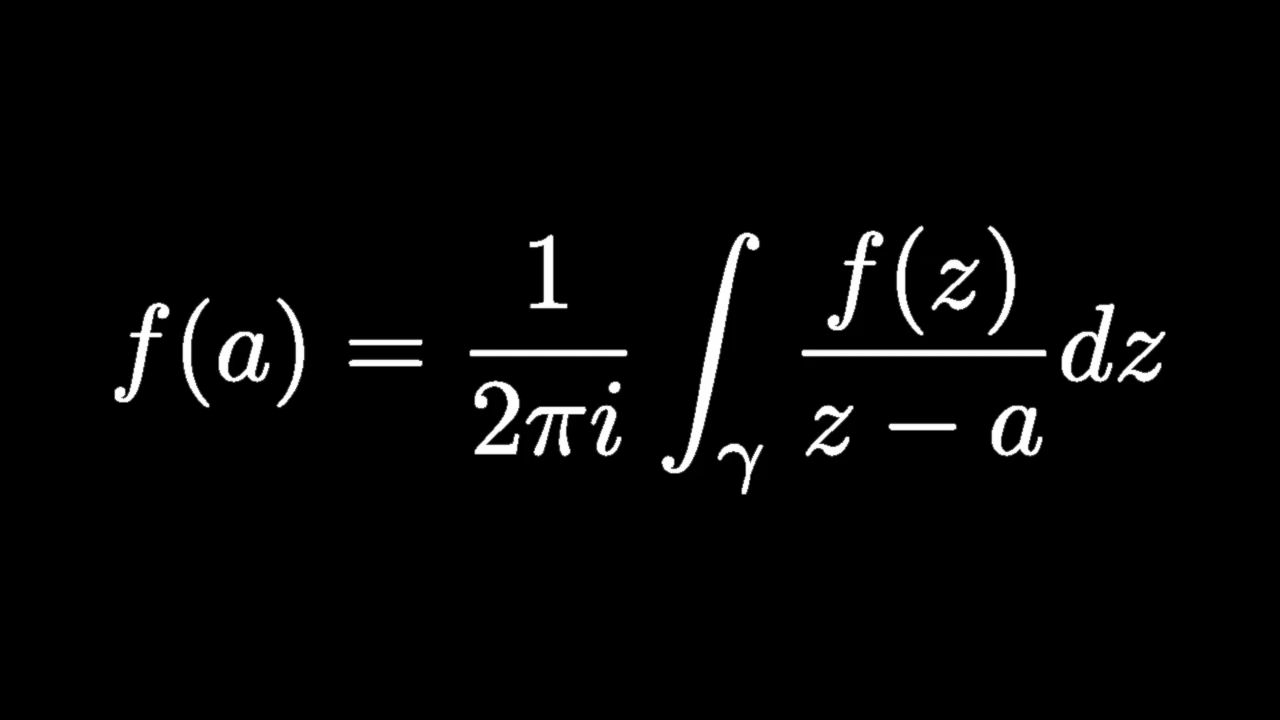 f(a) = \frac{1}{2\pi i} \int_{\gamma} \frac{f(z)}{z - a} dz